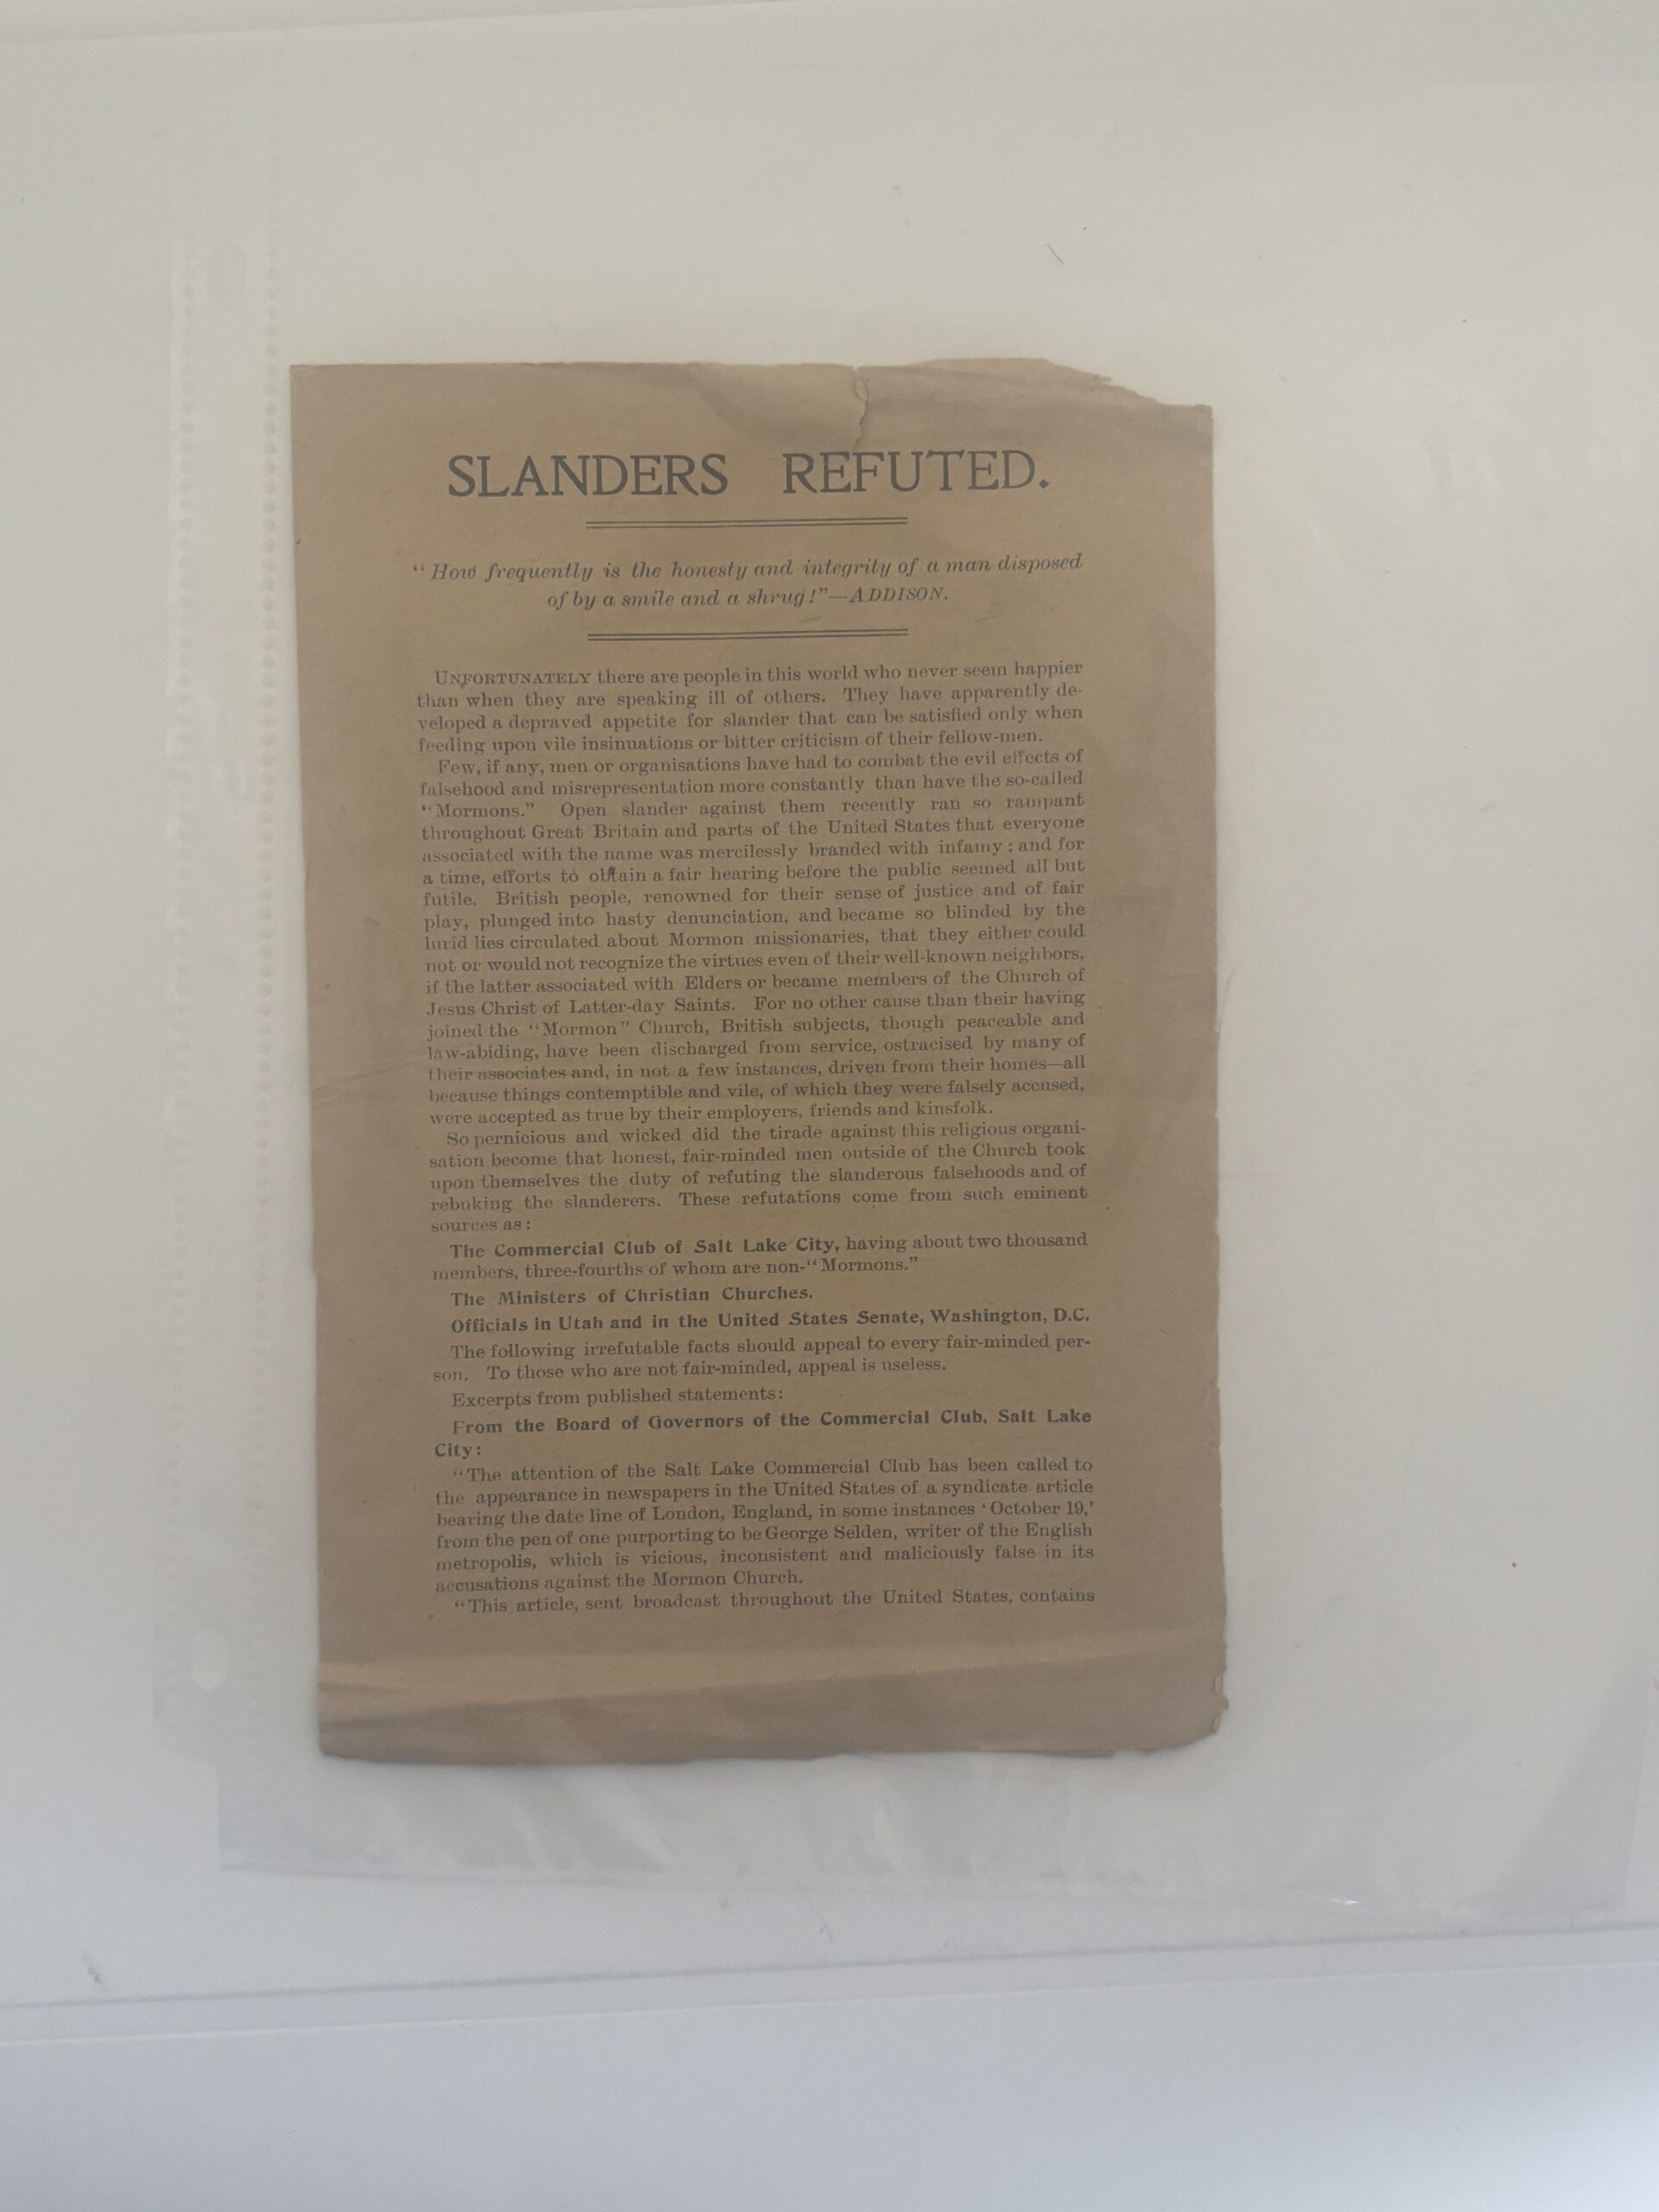 SLANDERS REFUTED.
“How frequently is the honesty and integrity of a man disposed
of by a smile and a shrug!”—ADDISON.
UNFORTUNATELY there are people in this world who never seem happier
than when they are speaking ill of others. They have apparently de-
veloped a depraved appetite for slander that can be satisfied only when
feeding upon vile insinuations or bitter criticism of their fellow-men.
Few, if any, men or organisations have had to combat the evil effects of
falsehood and misrepresentation more constantly than have the so-called
“Mormons.” Open slander against them recently ran so rampant
throughout Great Britain and parts of the United States that everyone
associated with the name was mercilessly branded with infamy; and for
a time, efforts to obtain a fair hearing before the public seemed all but
futile. British people, renowned for their sense of justice and of fair
play, plunged into hasty denunciation, and became so blinded by the
lurid lies circulated about Mormon missionaries, that they either could
not or would not recognize the virtues even of their well-known neighbors,
if the latter associated with Elders or became members of the Church of
Jesus Christ of Latter-day Saints. For no other cause than their having
joined the “Mormon” Church, British subjects, though peaceable and
law-abiding, have been discharged from service, ostracised by many of
their associates and, in not a few instances, driven from their homes—all
because things contemptible and vile, of which they were falsely accused,
were accepted as true by their employers, friends and kinsfolk.
So pernicious and wicked did the tirade against this religious organi-
sation become that honest, fair-minded men outside of the Church took
upon themselves the duty of refuting the slanderous falsehoods and of
rebuking the slanderers. These refutations come from such eminent
sources as:
The Commercial Club of Salt Lake City, having about two thousand
members, three-fourths of whom are non-“Mormons.”
The Ministers of Christian Churches.
Officials in Utah and in the United States Senate, Washington, D.C.
The following irrefutable facts should appeal to every fair-minded per-
son. To those who are not fair-minded, appeal is useless.
Excerpts from published statements:
From the Board of Governors of the Commercial Club, Salt Lake
City:
“The attention of the Salt Lake Commercial Club has been called to
the appearance in newspapers in the United States of a syndicate article
bearing the date line of London, England, in some instances ‘October 19,’
from the pen of one purporting to be George Selden, writer of the English
metropolis, which is vicious, inconsistent and maliciously false in its
accusations against the Mormon Church.
“This article, sent broadcast throughout the United States, contains